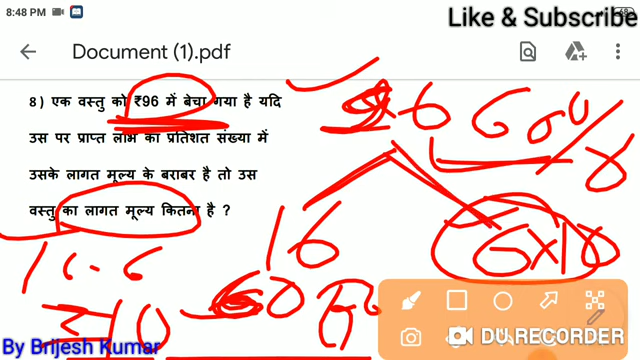 8:48 PM
Like & Subscribe
Document (1).pdf
8) एक वस्तु को ₹96 में बेचा गया है यदि
उस पर प्राप्त लाभ का प्रतिशत संख्या में
उसके लागत मूल्य के बराबर है तो उस
वस्तु का लागत मूल्य कितना है ?
16
6x10
DU RECORDER
By Brijesh Kumar